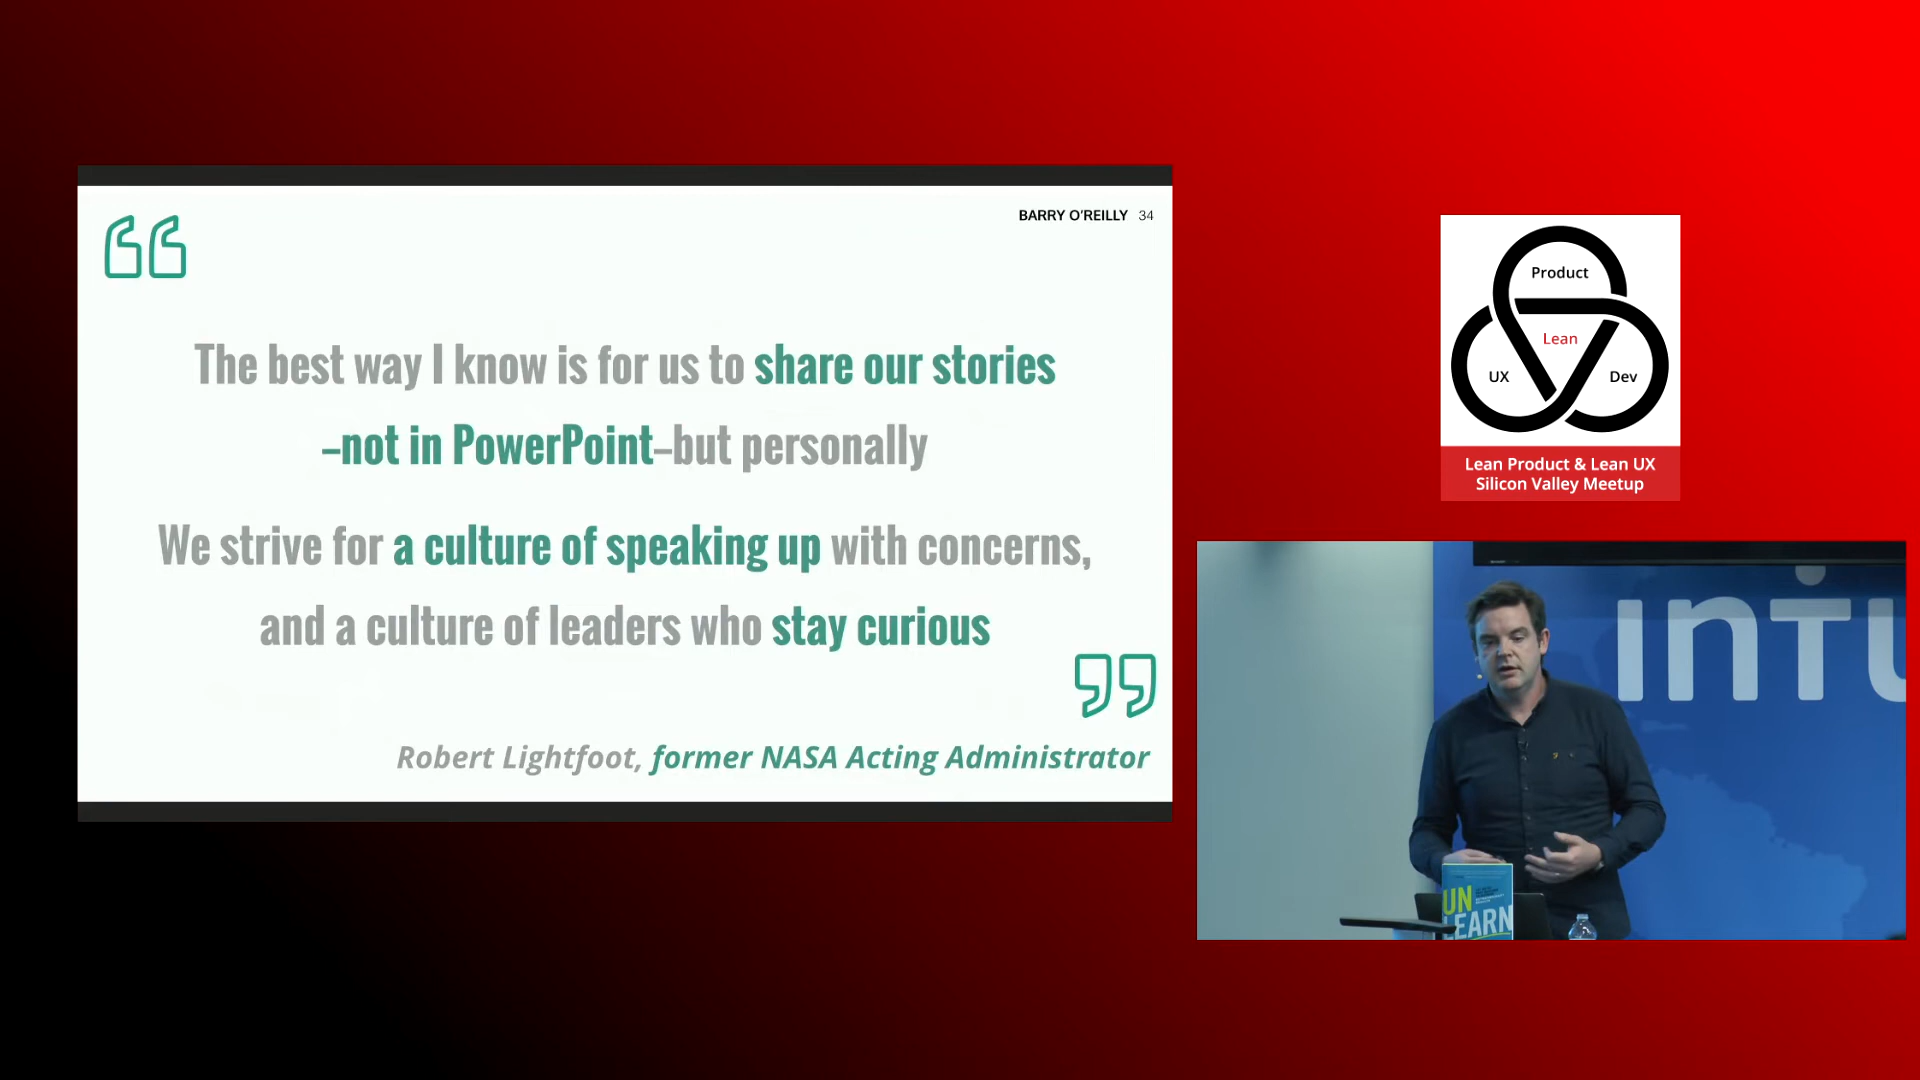 BARRY O'REILLY 34
The best way I know is for us to share our stories
–not in PowerPoint–but personally
We strive for a culture of speaking up with concerns,
and a culture of leaders who stay curious
Robert Lightfoot, former NASA Acting Administrator
Product
Lean
UX
Dev
Lean Product & Lean UX
Silicon Valley Meetup
intu
UN
LEARN